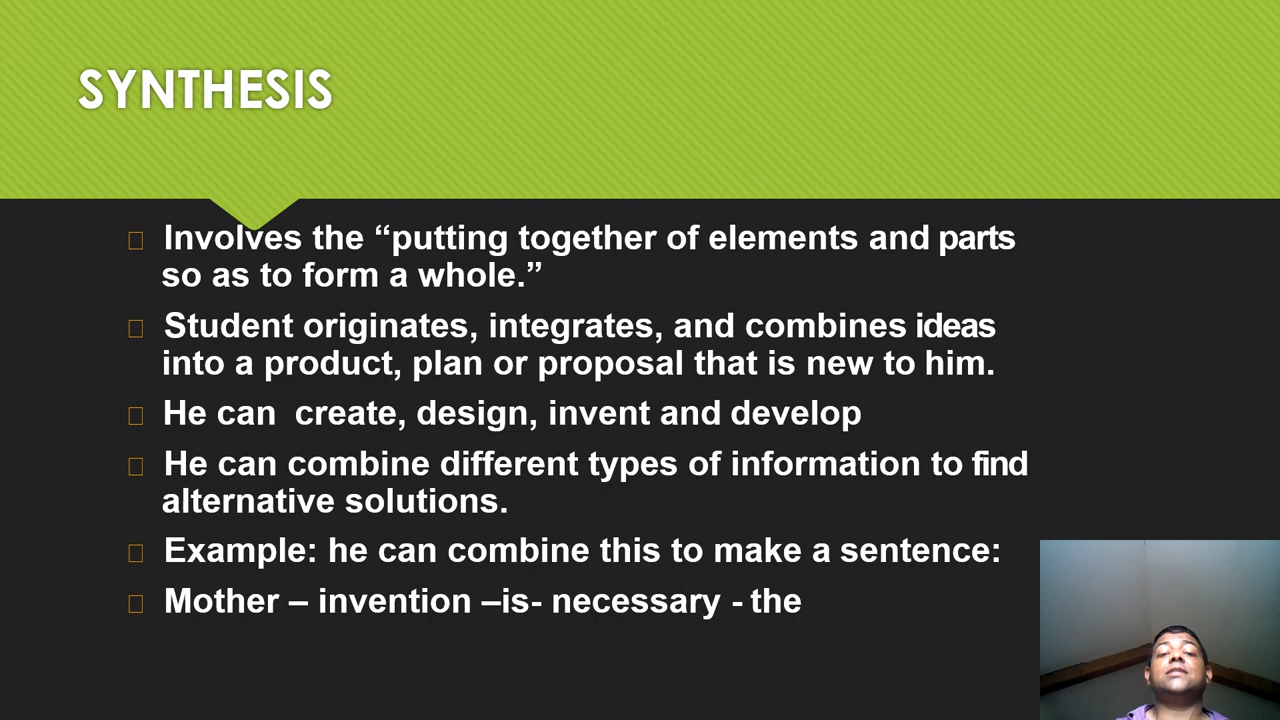 SYNTHESIS
Involves the “putting together of elements and parts
so as to form a whole.”
Student originates, integrates, and combines ideas
into a product, plan or proposal that is new to him.
He can  create, design, invent and develop
He can combine different types of information to find
alternative solutions.
Example: he can combine this to make a sentence:
Mother – invention –is- necessary - the